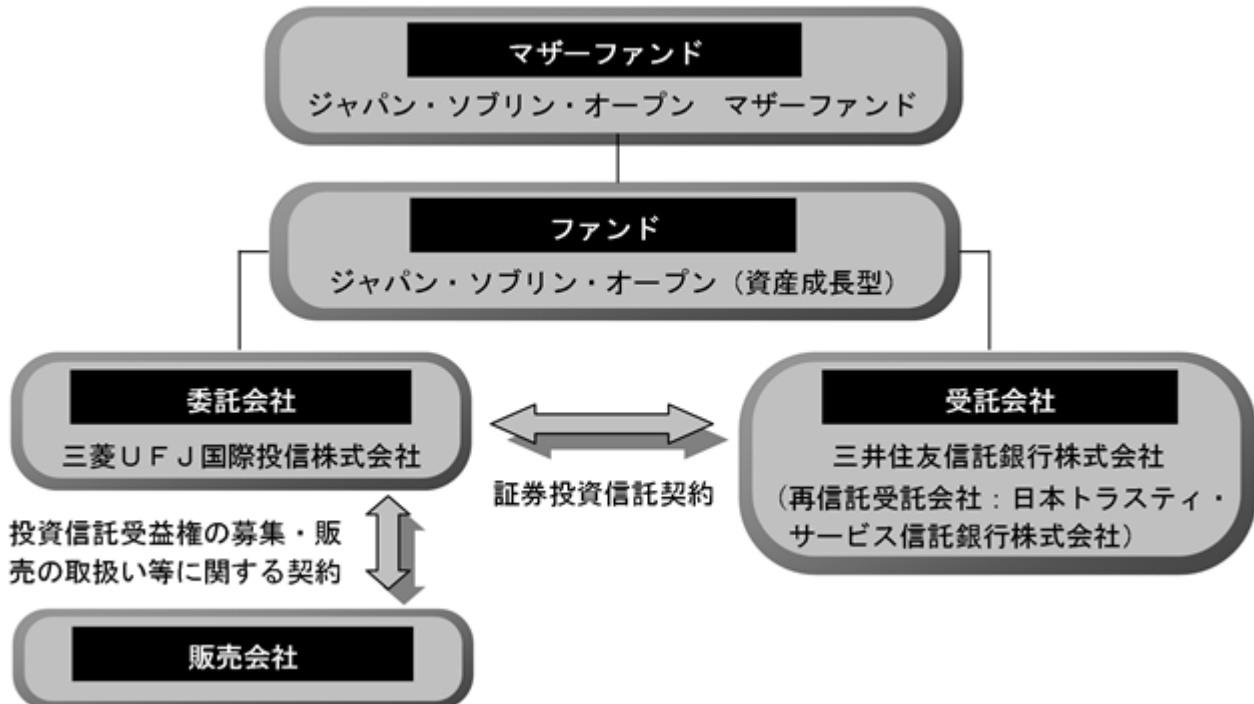 マザーファンド
ジャパン・ソブリン・オープン　マザーファンド
ファンド
ジャパン・ソブリン・オープン（資産成長型）
委託会社
三菱ＵＦＪ国際投信株式会社
証券投資信託契約
受託会社
三井住友信託銀行株式会社
（再信託受託会社：日本トラスティ・
サービス信託銀行株式会社）
投資信託受益権の募集・販
売の取扱い等に関する契約
販売会社